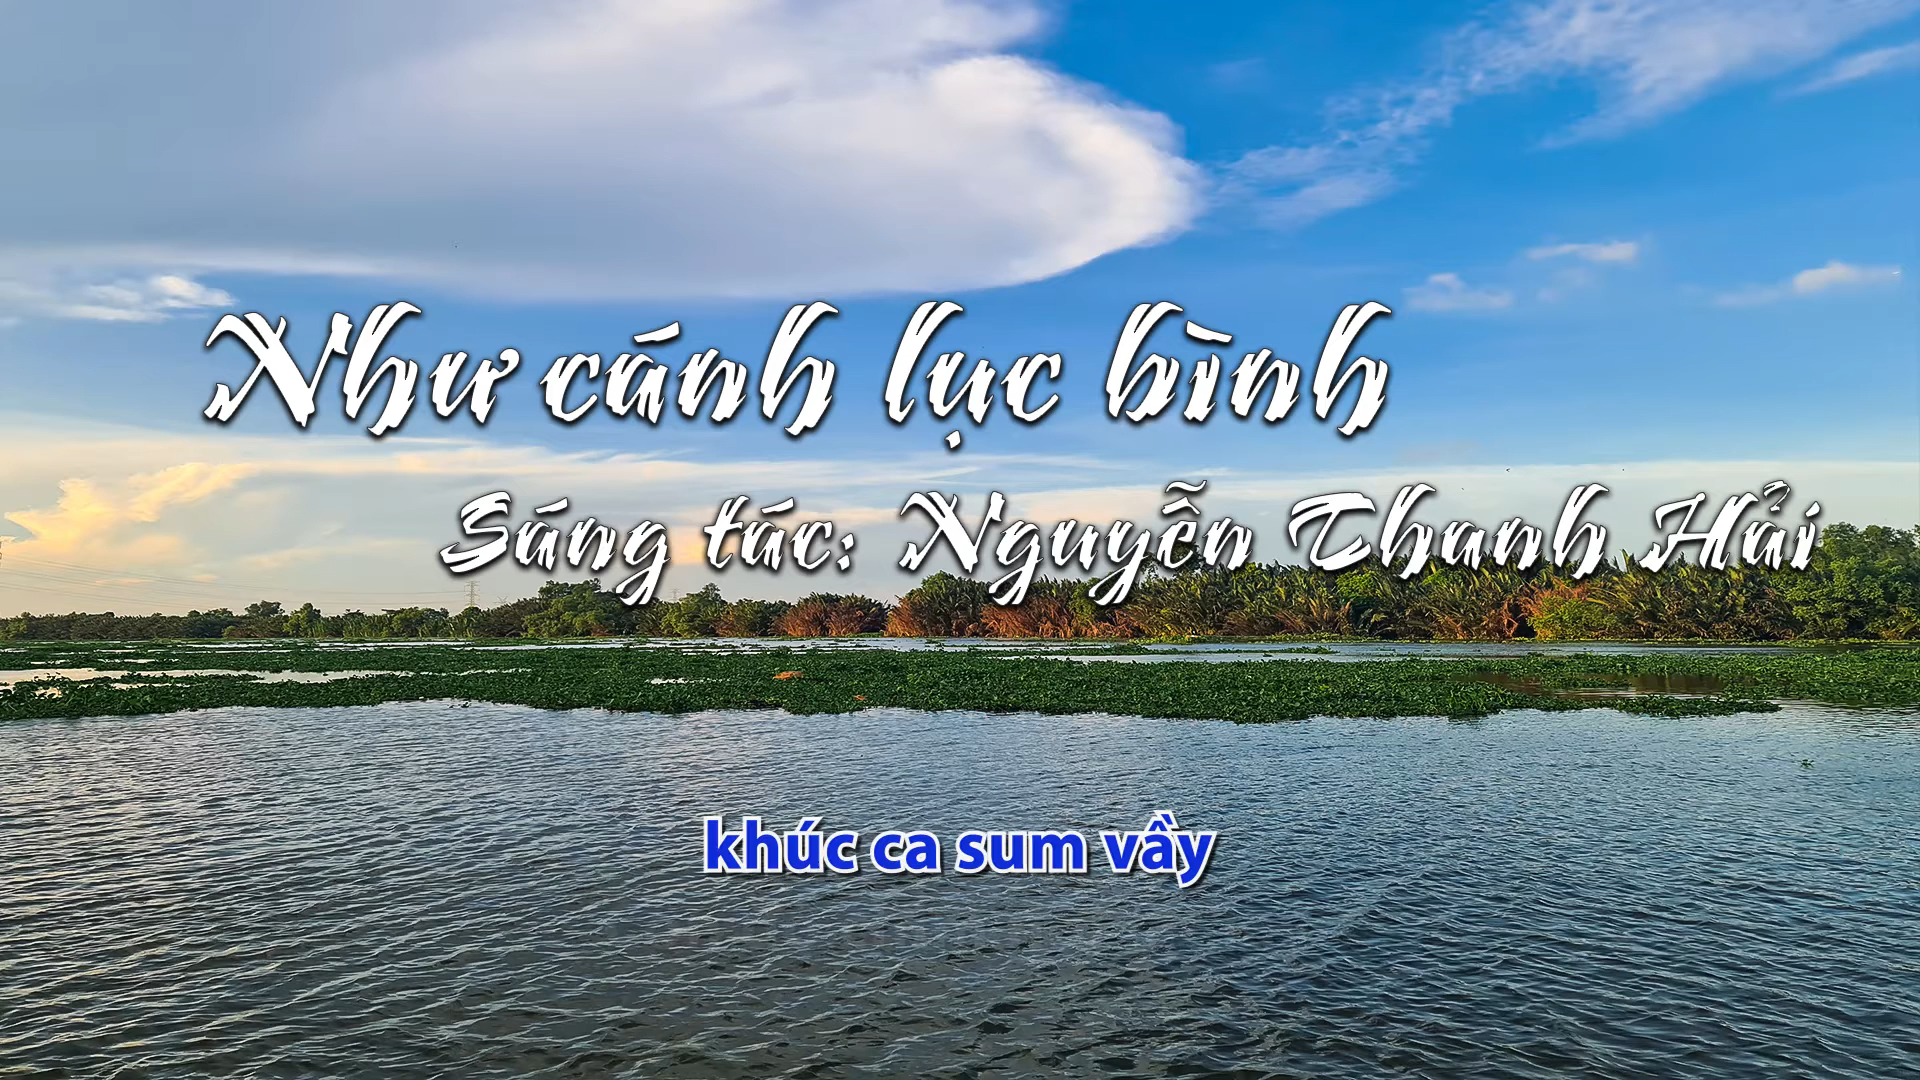 Như cánh lục bình
Sáng tác: Nguyễn Thanh Hải
khúc ca sum vầy